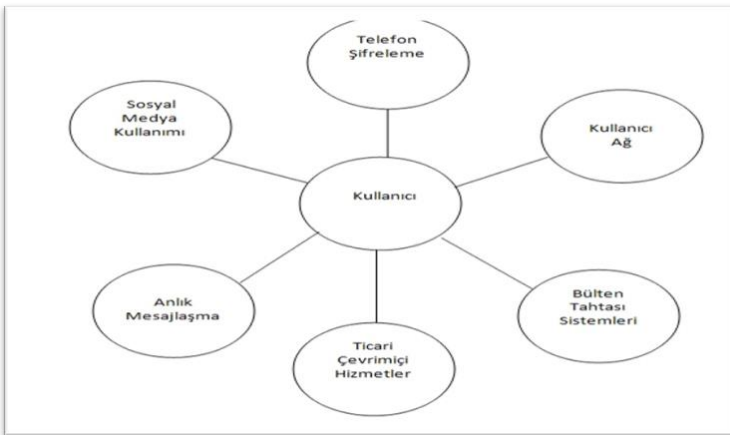 Telefon
Şifreleme
Sosyal
Medya
Kullanımı
Kullanıcı
Ağ
Kullanıcı
Anlık
Mesajlaşma
Bülten
Tahtası
Sistemleri
Ticari
Çevrimiçi
Hizmetler